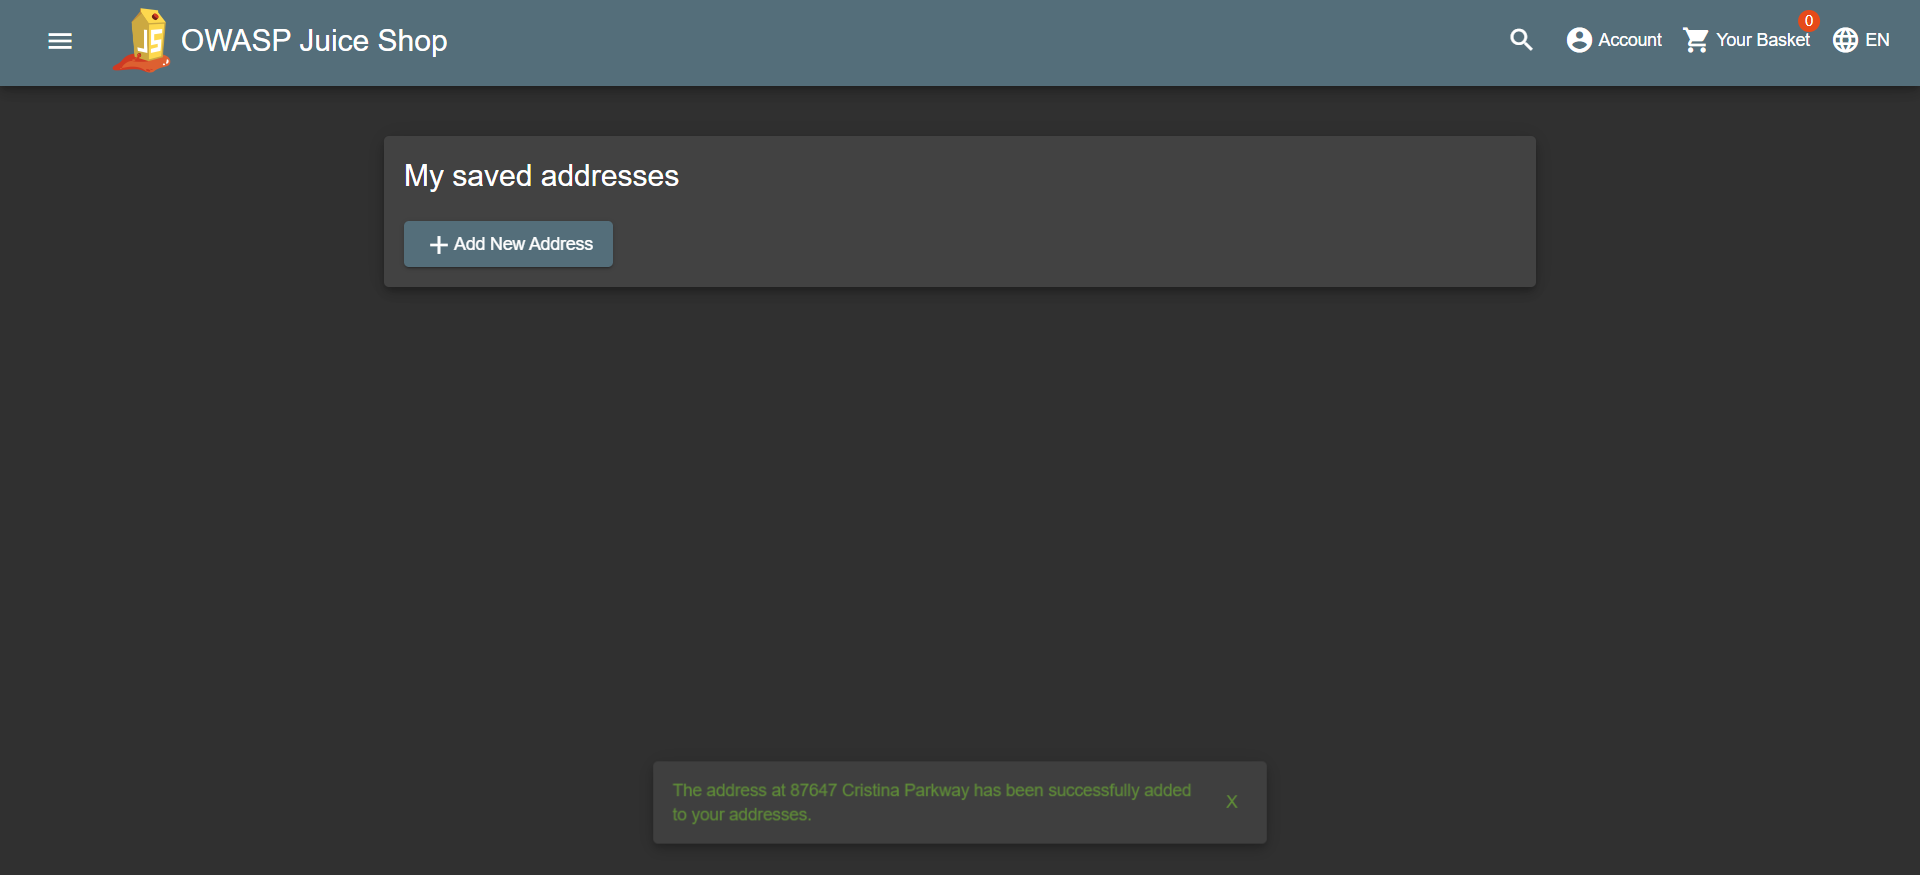 JS
OWASP Juice Shop
Account
Your Basket
0
EN
My saved addresses
Add New Address
The address at 87647 Cristina Parkway has been successfully added
to your addresses.
X